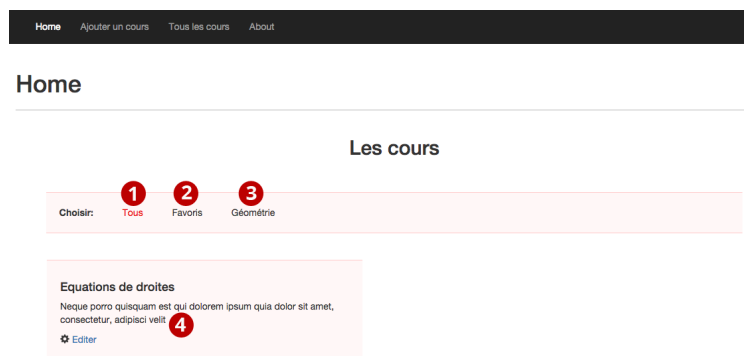 Home Ajouter un cours Tous les cours About
Home
Les cours
1 2 3
Choisir: Tous Favoris Géométrie
Equations de droites
Neque porro quisquam est qui dolorem ipsum quia dolor sit amet,
consectetur, adipisci velit 4
Editer